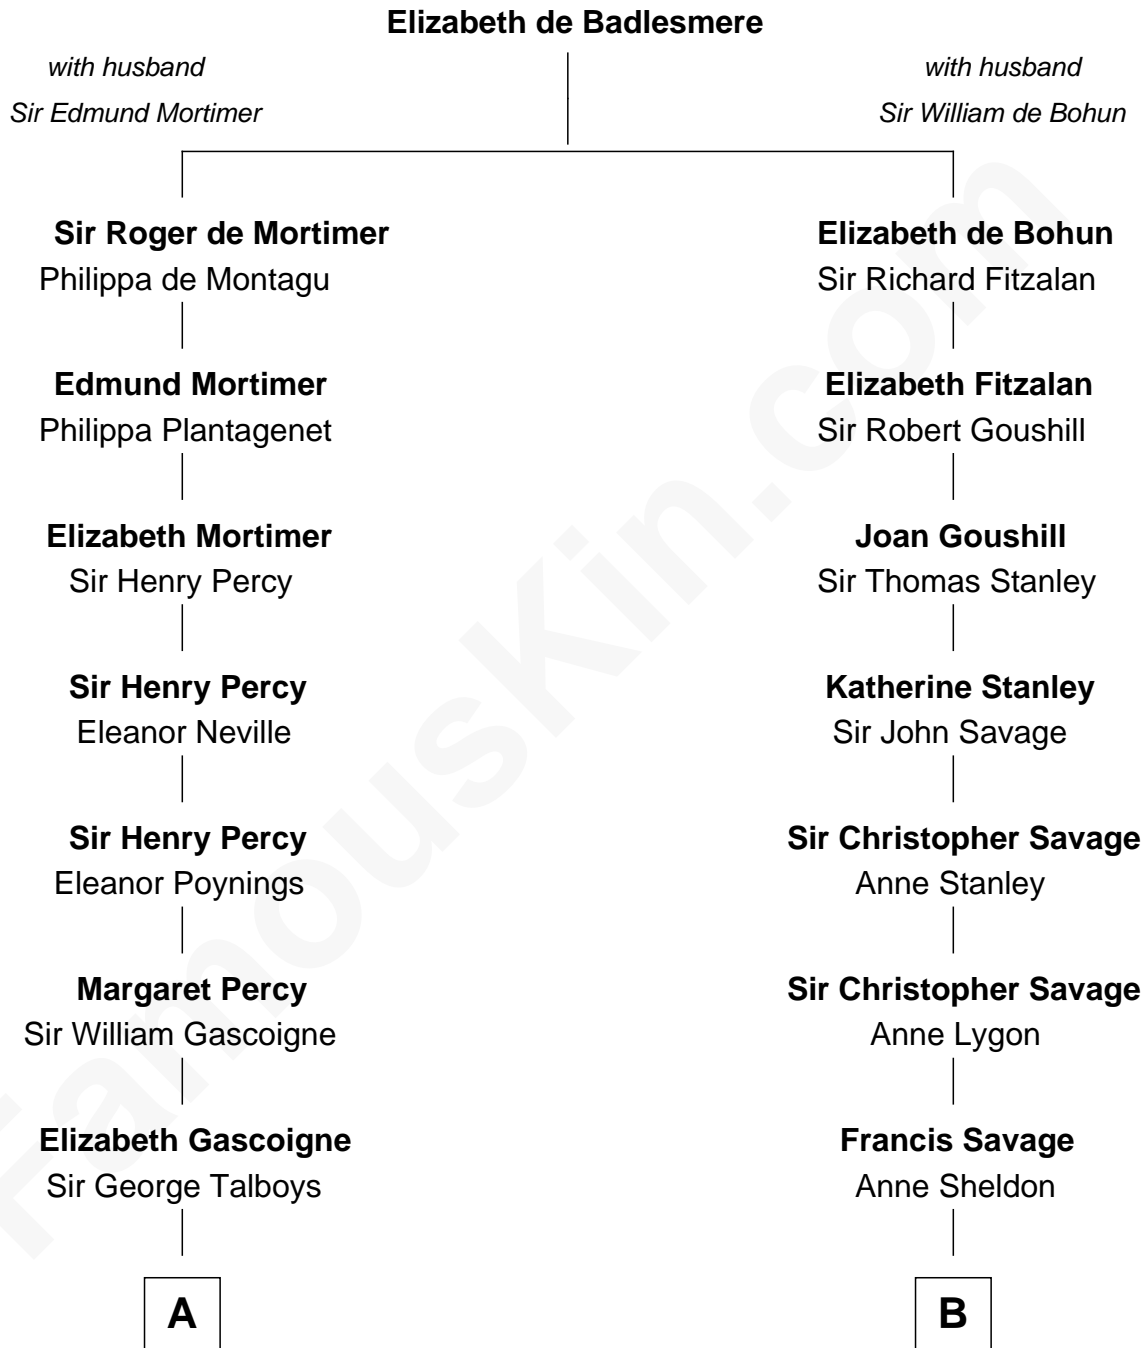 Elizabeth de Badlesmere
with husband
Sir Edmund Mortimer
with husband
Sir William de Bohun
Sir Roger de Mortimer
Philippa de Montagu
Elizabeth de Bohun
Sir Richard Fitzalan
Edmund Mortimer
Philippa Plantagenet
Elizabeth Fitzalan
Sir Robert Goushill
Elizabeth Mortimer
Sir Henry Percy
Joan Goushill
Sir Thomas Stanley
Sir Henry Percy
Eleanor Neville
Katherine Stanley
Sir John Savage
Sir Henry Percy
Eleanor Poynings
Sir Christopher Savage
Anne Stanley
Margaret Percy
Sir William Gascoigne
Sir Christopher Savage
Anne Lygon
Elizabeth Gascoigne
Sir George Talboys
Francis Savage
Anne Sheldon
A
B
FamousKin.com